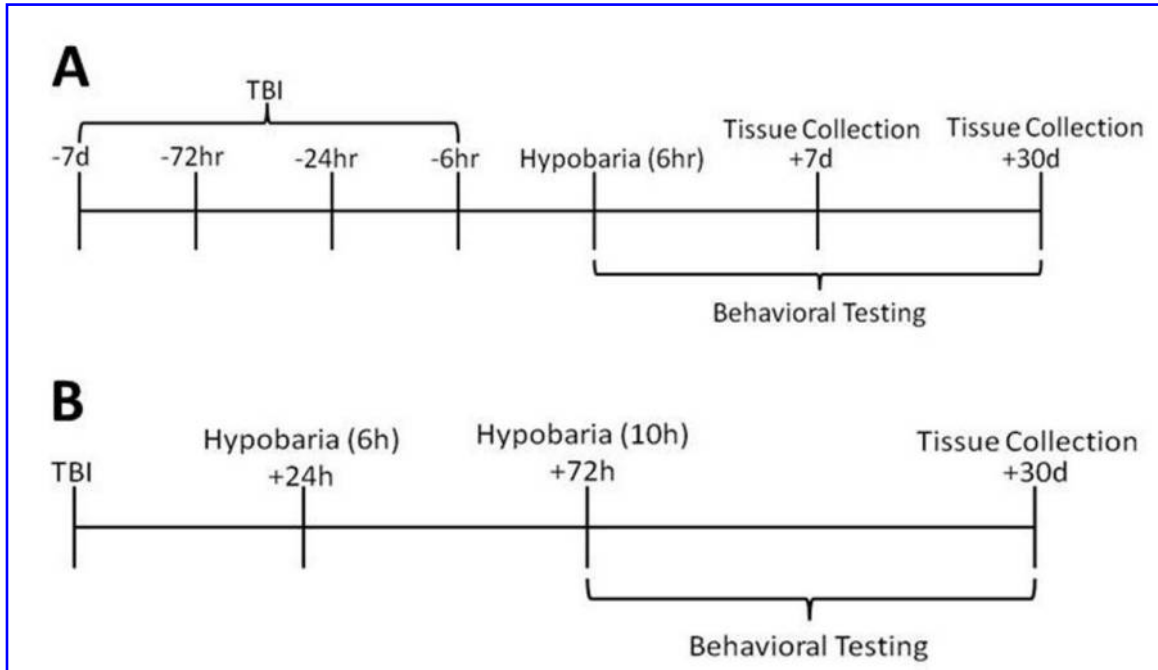 A
TBI
-7d -72hr -24hr -6hr Hypobaria (6hr) Tissue Collection +7d Tissue Collection +30d
Behavioral Testing
B
TBI
Hypobaria (6h)
+24h
Hypobaria (10h)
+72h
Tissue Collection
+30d
Behavioral Testing